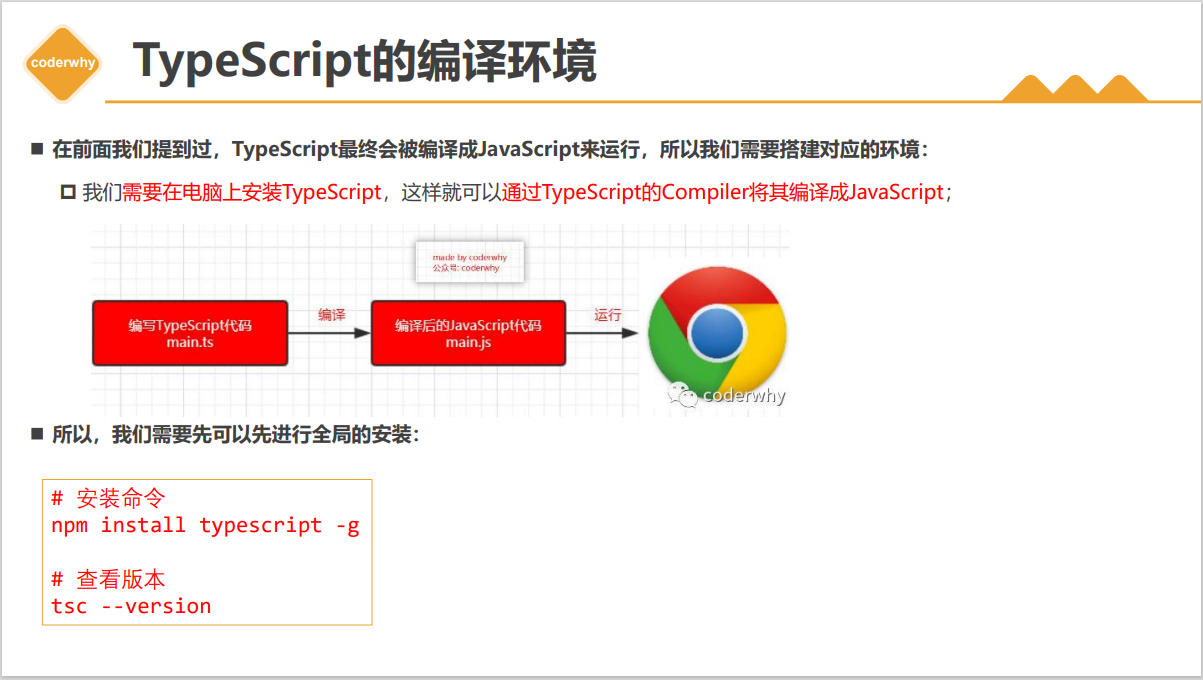 coderwhy
TypeScript的编译环境
■ 在前面我们提到过，TypeScript最终会被编译成JavaScript来运行，所以我们需要搭建对应的环境：
我们需要在电脑上安装TypeScript，这样就可以通过TypeScript的Compiler将其编译成JavaScript；
made by coderwhy
公众号: coderwhy
编写TypeScript代码
main.ts
编译
编译后的JavaScript代码
main.js
运行
coderwhy
■ 所以，我们需要先可以先进行全局的安装：
# 安装命令
npm install typescript -g
# 查看版本
tsc --version